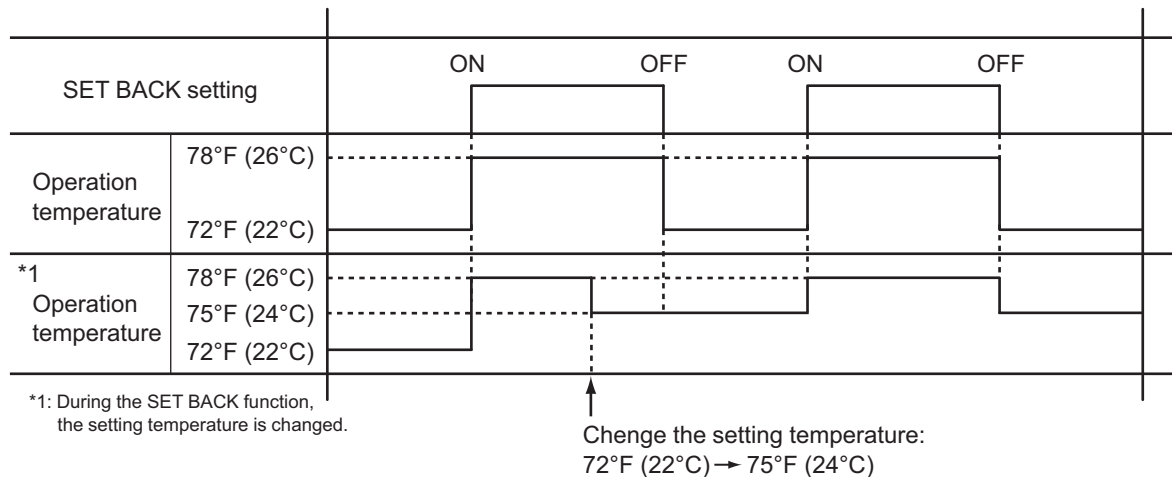 ON OFF ON OFF
SET BACK setting
78°F (26°C)
Operation
temperature
72°F (22°C)
*1
78°F (26°C)
Operation
75°F (24°C)
temperature
72°F (22°C)
*1: During the SET BACK function,
the setting temperature is changed.
Chenge the setting temperature:
72°F (22°C)→ 75°F (24°C)